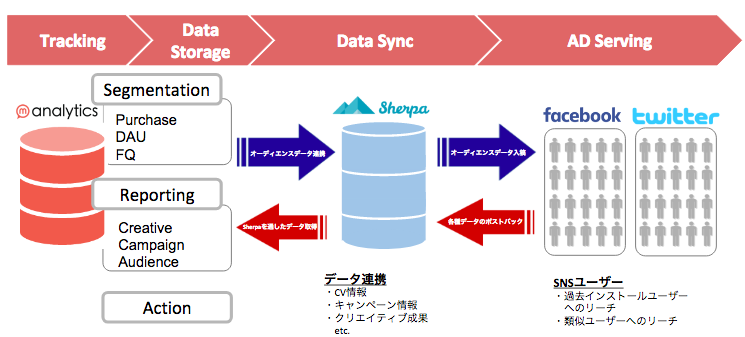 Tracking
Data
Storage
Data Sync
AD Serving
Segmentation
m analytics
Purchase
DAU
FQ
Reporting
Creative
Campaign
Audience
Action
オーディエンスデータ連携
Sherpaを通したデータ取得
Sherpa
データ連携
・CV情報
・キャンペーン情報
・クリエイティブ成果
etc.
オーディエンスデータ入稿
各種データのポストバック
facebook
twitter
SNSユーザー
・過去インストールユーザー
へのリーチ
・類似ユーザーへのリーチ